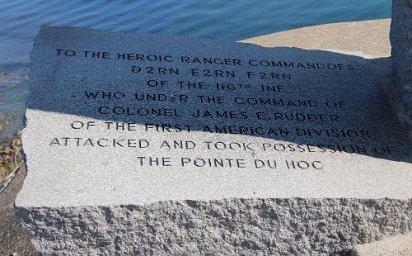 TO THE HEROIC RANGER COMMANDOES
D2RN E2RN F2RN
OF THE 116TH INF
WHO UNDER THE COMMAND OF
COLONEL JAMES E. RUDDER
OF THE FIRST AMERICAN DIVISION
ATTACKED AND TOOK POSSESSION OF
THE POINTE DU HOC